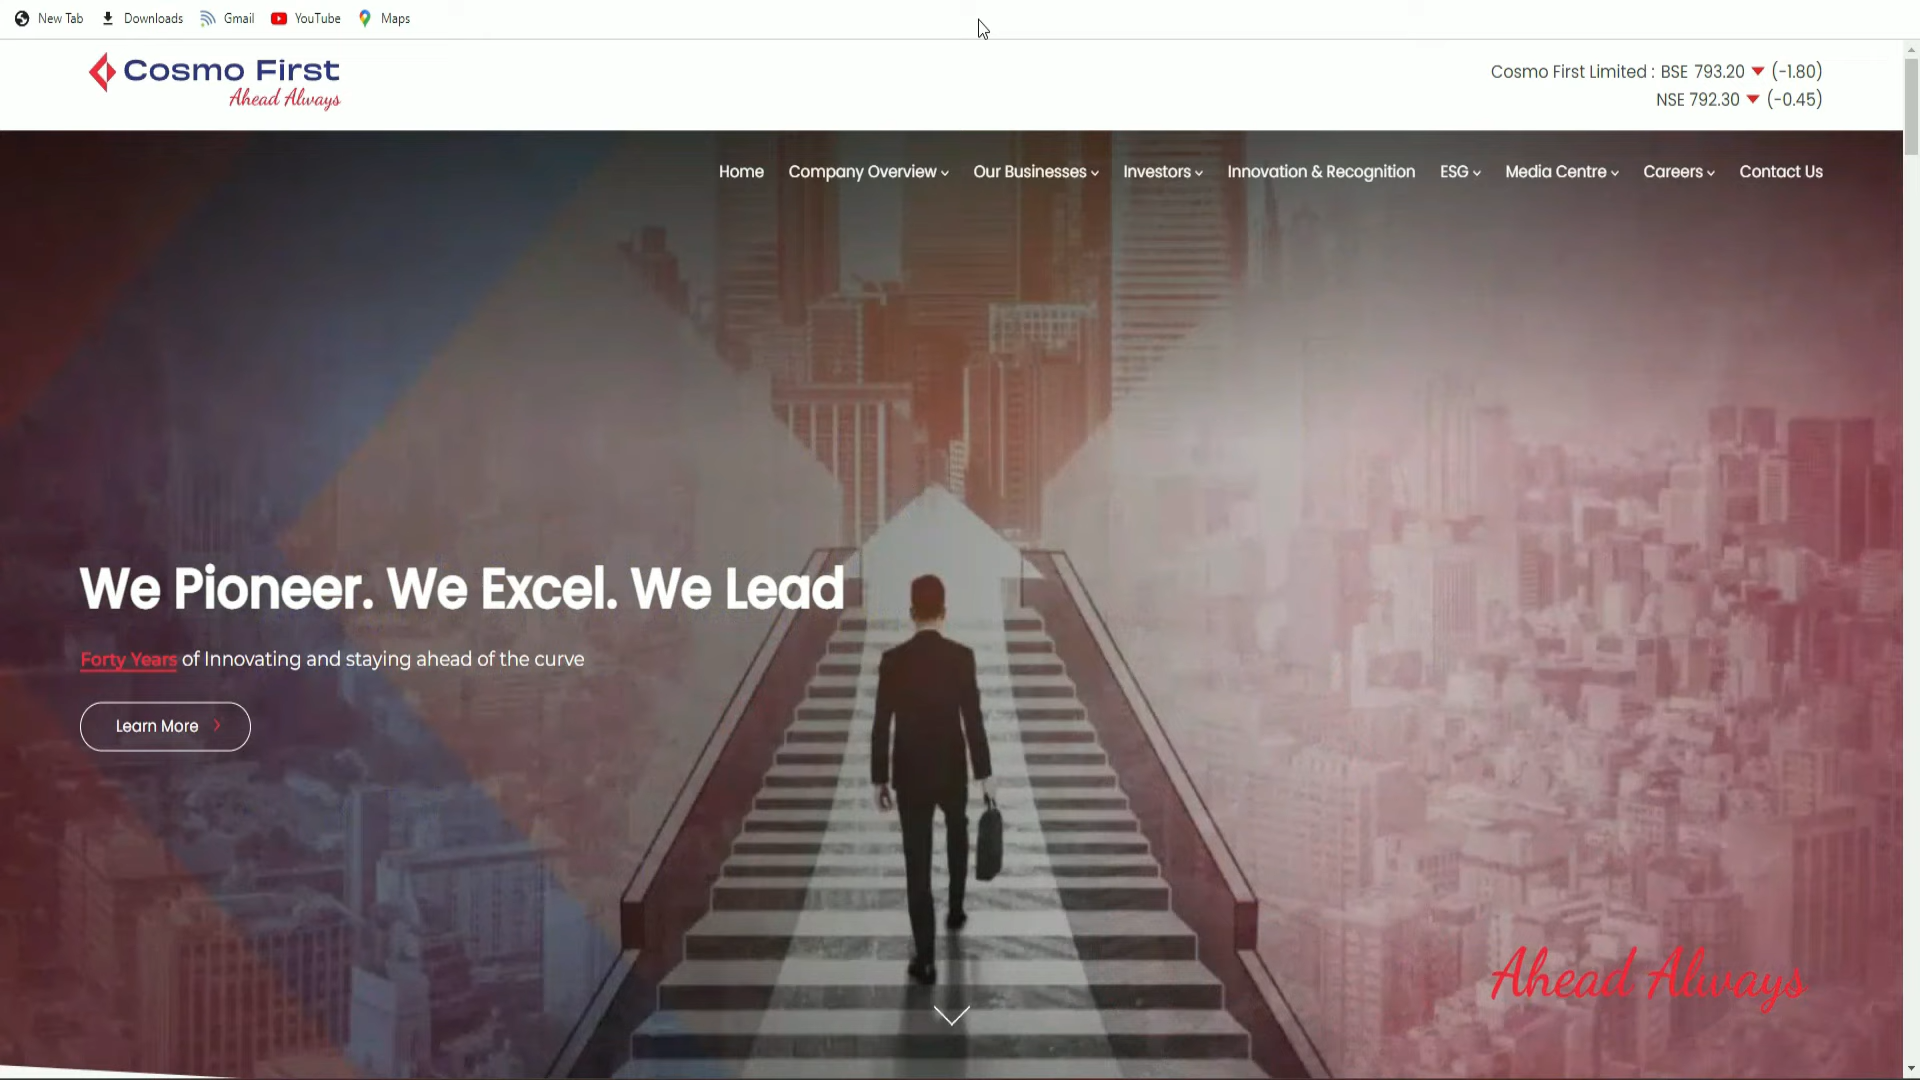 New Tab Downloads Gmail YouTube Maps
Cosmo First
Ahead Always
Cosmo First Limited : BSE 793.20 ▼ (-1.80)
NSE 792.30 ▼ (-0.45)
Home Company Overview Our Businesses Investors Innovation & Recognition ESG Media Centre Careers Contact Us
We Pioneer. We Excel. We Lead
Forty Years of Innovating and staying ahead of the curve
Learn More
Ahead Always